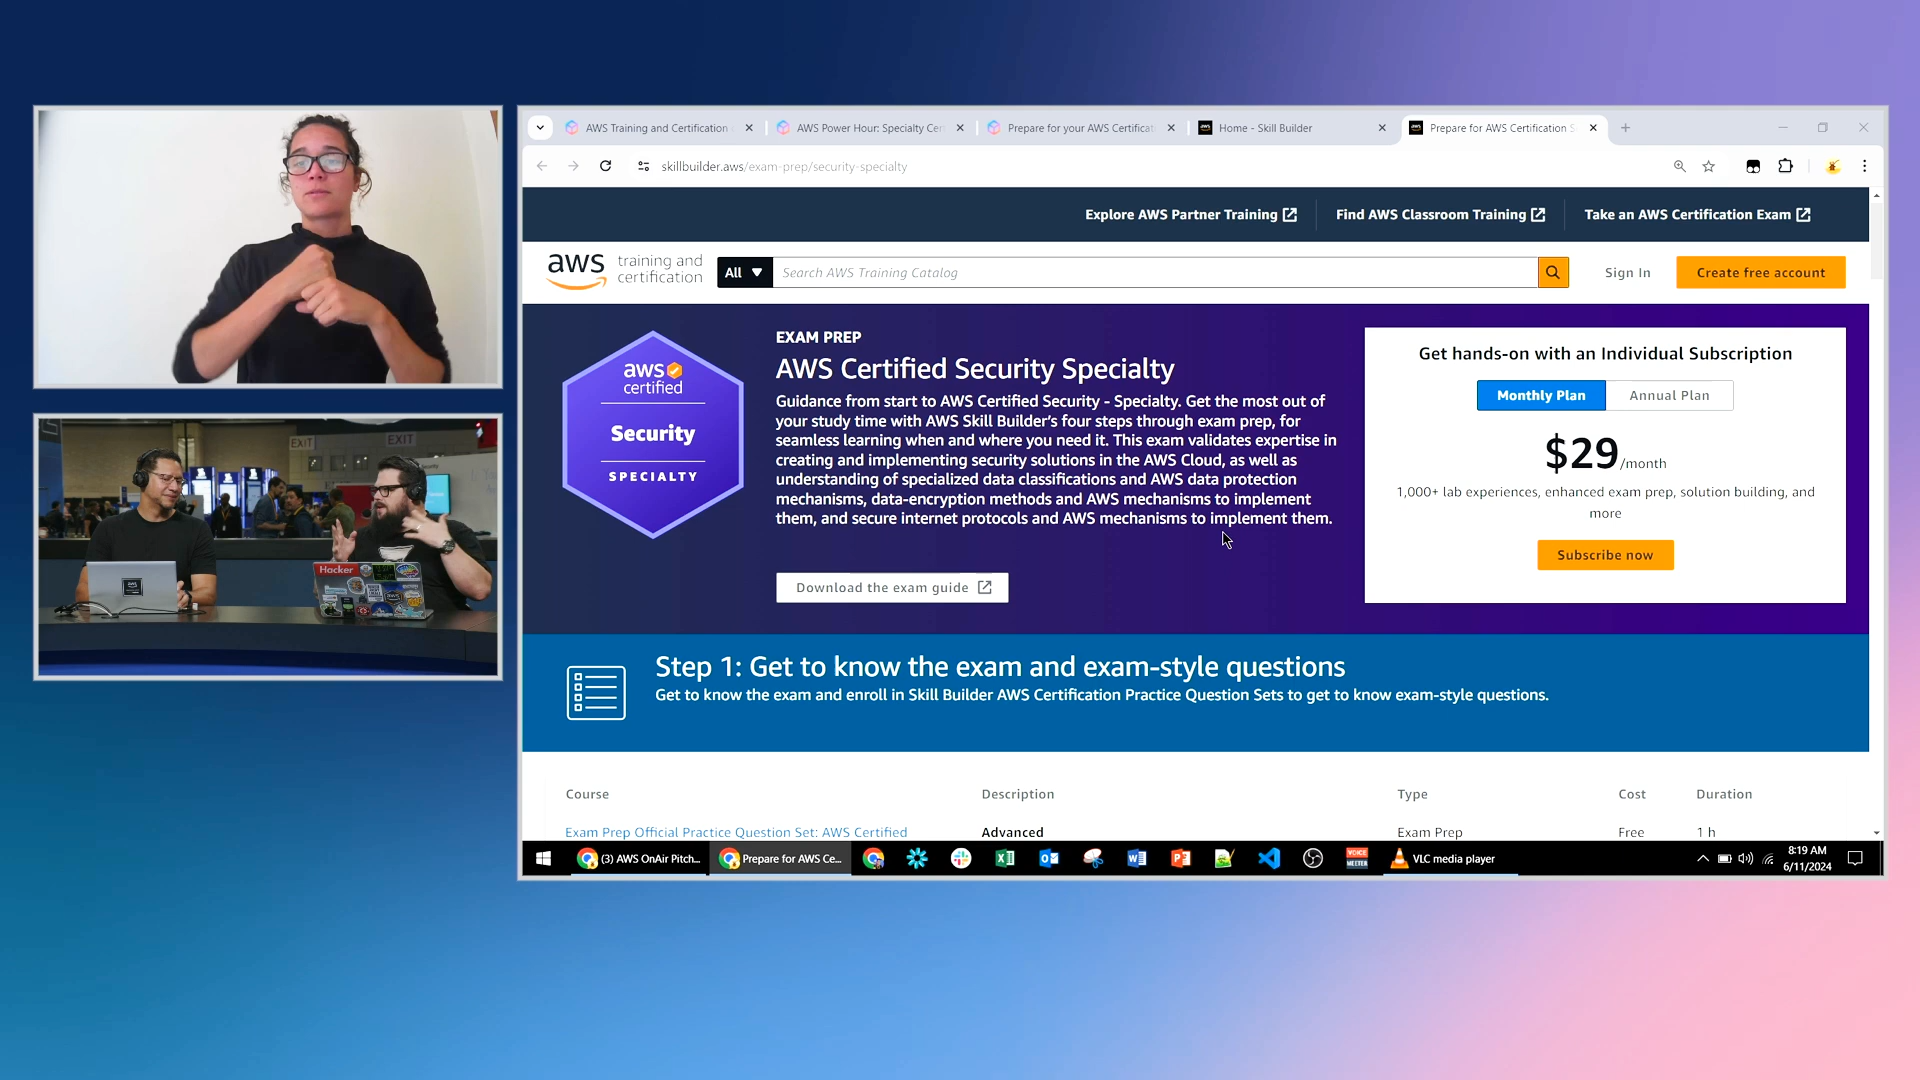 AWS Training and Certification
AWS Power Hour: Specialty Cer
Prepare for your AWS Certificat
Home - Skill Builder
Prepare for AWS Certification S
skillbuilder.aws/exam-prep/security-specialty
Explore AWS Partner Training
Find AWS Classroom Training
Take an AWS Certification Exam
aws training and certification
All
Search AWS Training Catalog
Sign In
Create free account
aws
certified
Security
SPECIALTY
EXAM PREP
AWS Certified Security Specialty
Guidance from start to AWS Certified Security - Specialty. Get the most out of
your study time with AWS Skill Builder's four steps through exam prep, for
seamless learning when and where you need it. This exam validates expertise in
creating and implementing security solutions in the AWS Cloud, as well as
understanding of specialized data classifications and AWS data protection
mechanisms, data-encryption methods and AWS mechanisms to implement
them, and secure internet protocols and AWS mechanisms to implement them.
Download the exam guide
Get hands-on with an Individual Subscription
Monthly Plan
Annual Plan
$29/month
1,000+ lab experiences, enhanced exam prep, solution building, and
more
Subscribe now
EXIT
EXIT
Hacker
Step 1: Get to know the exam and exam-style questions
Get to know the exam and enroll in Skill Builder AWS Certification Practice Question Sets to get to know exam-style questions.
Course
Description
Type
Cost
Duration
Exam Prep Official Practice Question Set: AWS Certified
Advanced
Exam Prep
Free
1 h
(3) AWS OnAir Pitch...
Prepare for AWS Ce...
VOICE
MEETER
VLC media player
8:19 AM
6/11/2024